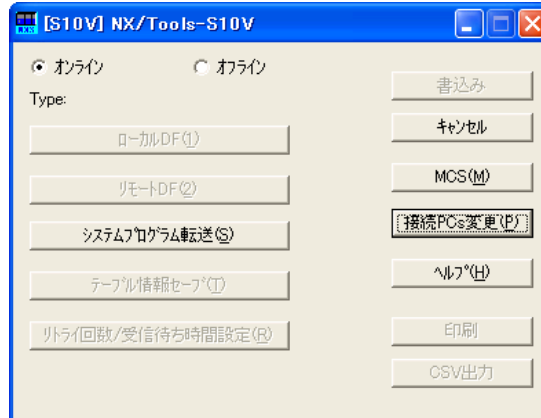 [S10V] NX/Tools-S10V
オンライン オフライン
Type:
ローカルDF(1)
リモートDF(2)
システムプログラム転送(S)
テーブル情報セーブ(T)
リトライ回数/受信待ち時間設定(R)
書込み
キャンセル
MCS(M)
接続PCs変更(P)
ヘルプ(H)
印刷
CSV出力